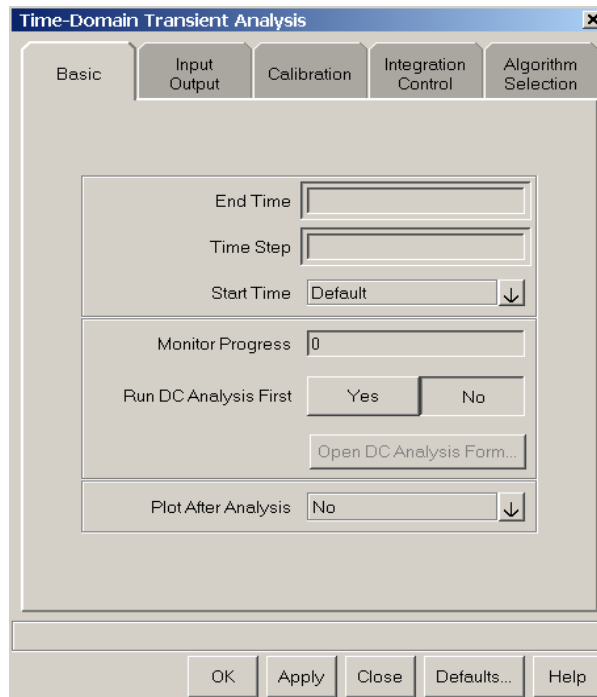 Time-Domain Transient Analysis
Basic
Input
Output
Calibration
Integration
Control
Algorithm
Selection
End Time
Time Step
Start Time Default
Monitor Progress 0
Run DC Analysis First Yes No
Open DC Analysis Form...
Plot After Analysis No
OK Apply Close Defaults... Help